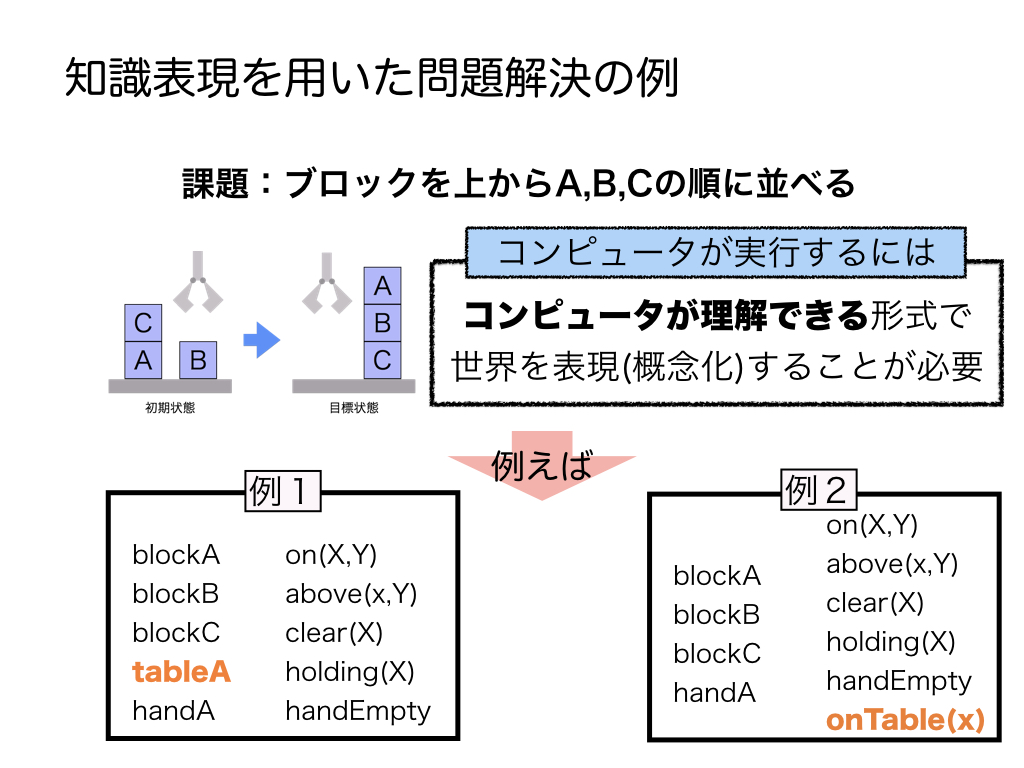 知識表現を用いた問題解決の例
課題：ブロックを上からA,B,Cの順に並べる
C
A
B
初期状態
A
B
C
目標状態
コンピュータが実行するには
コンピュータが理解できる形式で
世界を表現(概念化)することが必要
例えば
例１
blockA
blockB
blockC
tableA
handA
on(X,Y)
above(x,Y)
clear(X)
holding(X)
handEmpty
例２
blockA
blockB
blockC
handA
on(X,Y)
above(x,Y)
clear(X)
holding(X)
handEmpty
onTable(x)